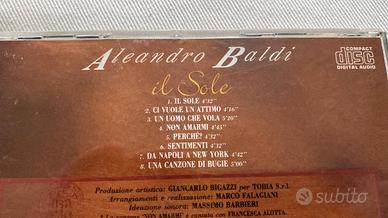 Aleandro Baldi
COMPACT
disc
DIGITAL AUDIO
il Sole
1. IL SOLE 4'32"
2. CI VUOLE UN ATTIMO 4'16"
3. UN UOMO CHE VOLA 5'20"
4. NON AMARMI 4'45"
5. PERCHÉ? 4'32"
6. SENTIMENTI 4'32"
7. DA NAPOLI A NEW YORK 4'42"
8. UNA CANZONE DI BUGIE 5'00"
Produzione artistica: GIANCARLO BIGAZZI per TOBIA S.r.l.
Arrangiamenti e realizzazione: MARCO FALAGIANI
Ideazione sonora: MASSIMO BARBIERI
"NON AMARMI" è cantata con FRANCESCA ALOTTA.
subito